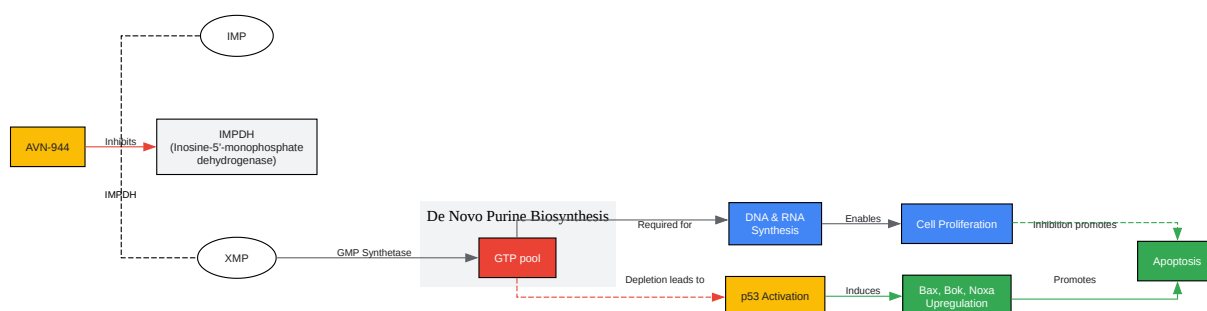 IMP
AVN-944
Inhibits
IMPDH
(Inosine-5'-monophosphate
dehydrogenase)
IMPDH
XMP
GMP Synthetase
De Novo Purine Biosynthesis
GTP pool
Required for
DNA & RNA
Synthesis
Enables
Cell Proliferation
Inhibition promotes
Apoptosis
Depletion leads to
p53 Activation
Induces
Bax, Bok, Noxa
Upregulation
Promotes